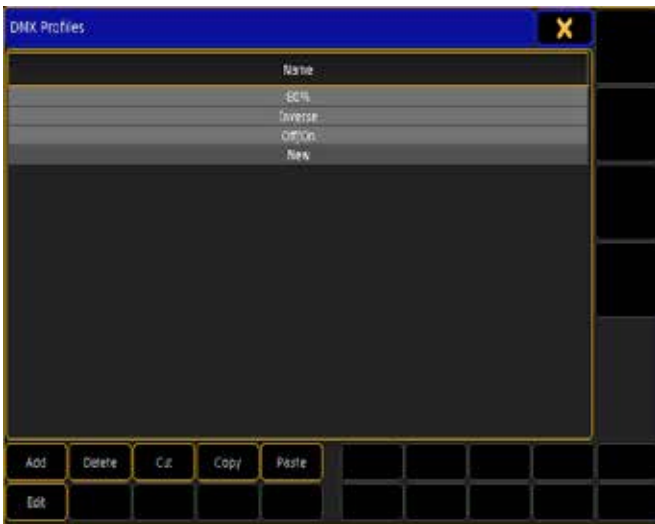 DMX Profiles
X
Name
80%
Inverse
Off/On
New
Add Delete Cut Copy Paste
Edit